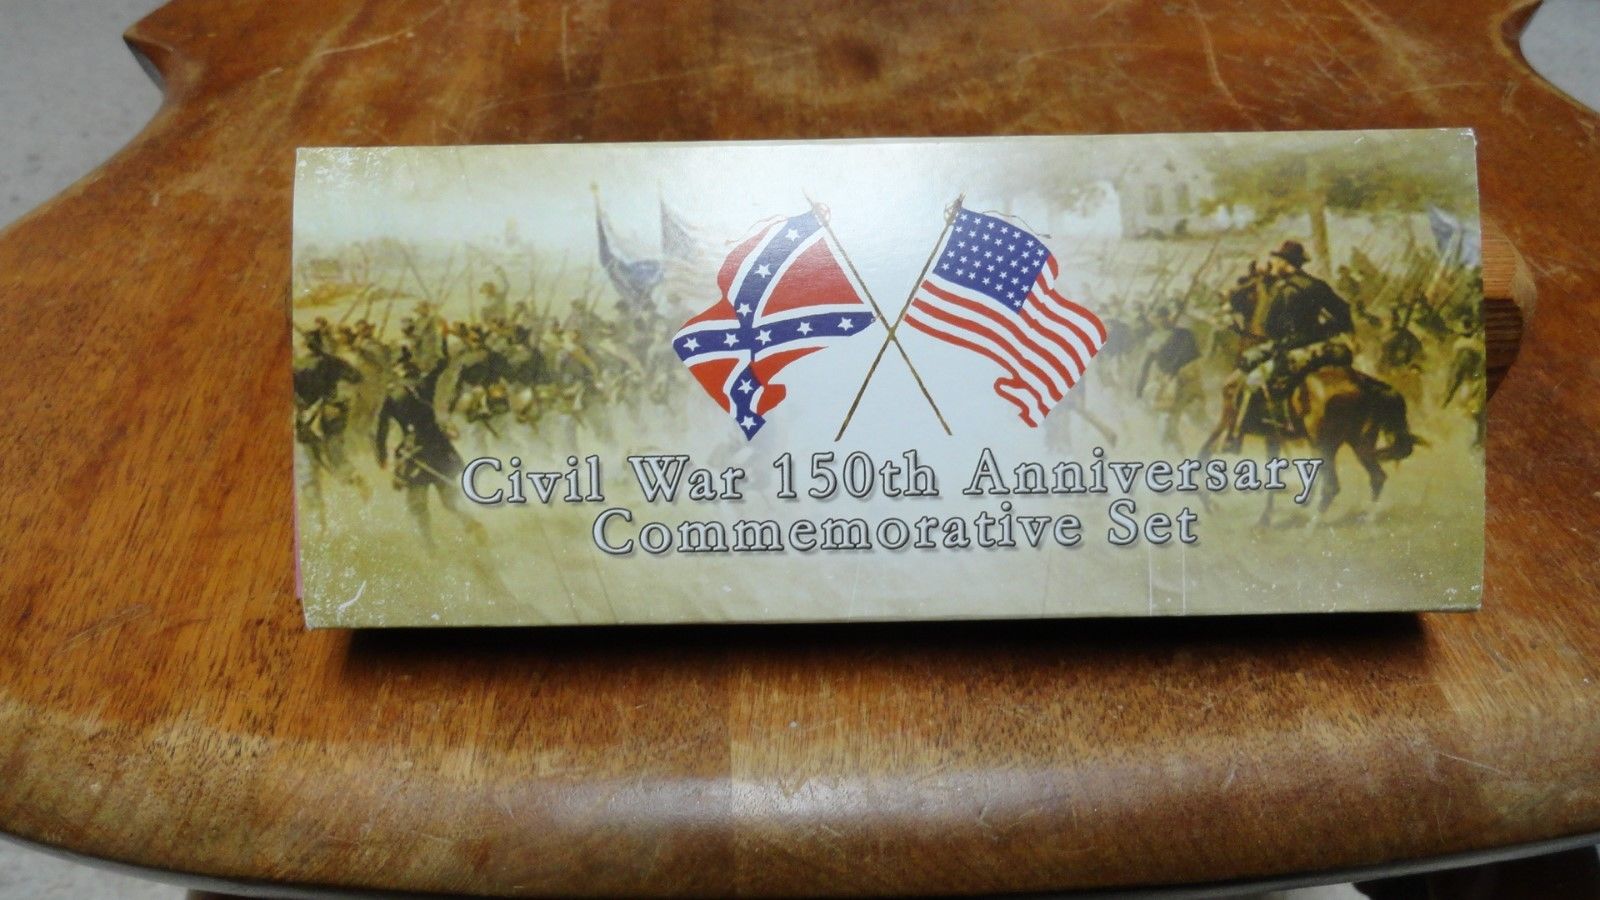 Civil War 150th Anniversary
Commemorative Set